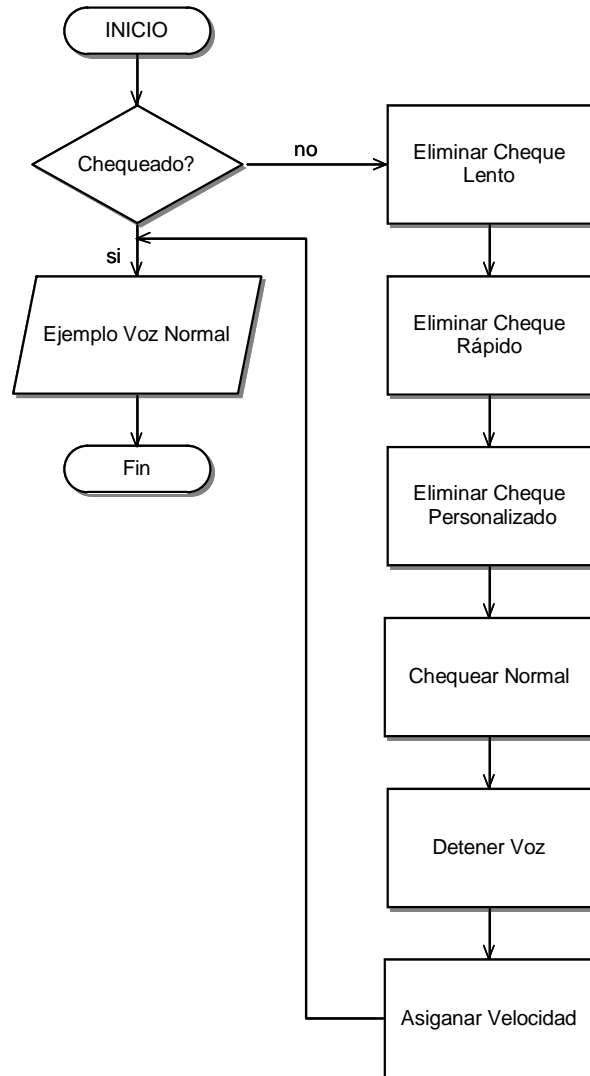 INICIO
Chequeado?
no
Eliminar Cheque
Lento
si
Ejemplo Voz Normal
Eliminar Cheque
Rápido
Fin
Eliminar Cheque
Personalizado
Chequear Normal
Detener Voz
Asiganar Velocidad